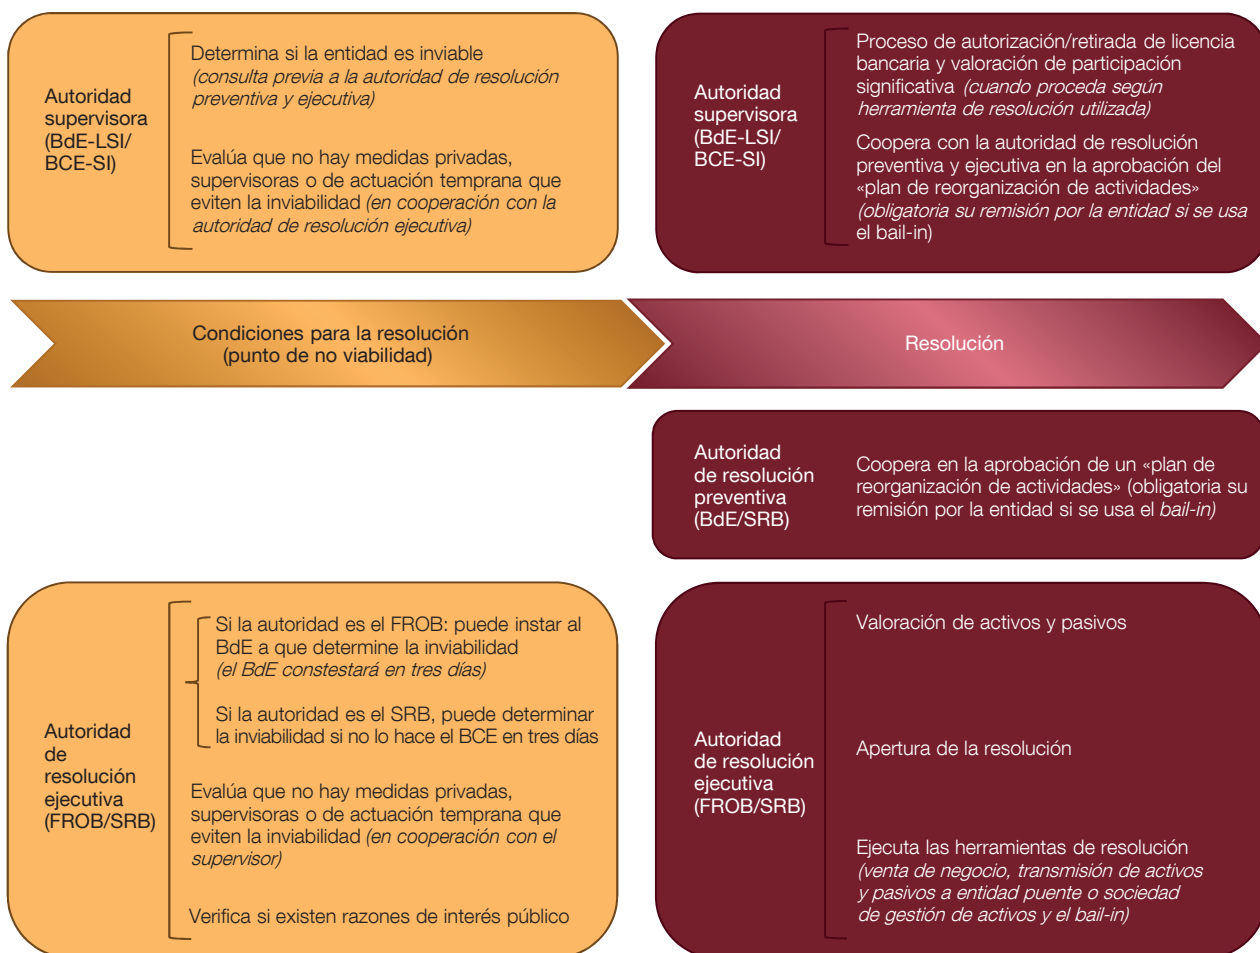 Autoridad
supervisora
(BdE-LSI/
BCE-SI)
Determina si la entidad es inviable
(consulta previa a la autoridad de resolución
preventiva y ejecutiva)
Evalúa que no hay medidas privadas,
supervisoras o de actuación temprana que
eviten la inviabilidad (en cooperación con la
autoridad de resolución ejecutiva)
Autoridad
supervisora
(BdE-LSI/
BCE-SI)
Proceso de autorización/retirada de licencia
bancaria y valoración de participación
significativa (cuando proceda según
herramienta de resolución utilizada)
Coopera con la autoridad de resolución
preventiva y ejecutiva en la aprobación del
«plan de reorganización de actividades»
(obligatoria su remisión por la entidad si se usa
el bail-in)
Condiciones para la resolución
(punto de no viabilidad)
Resolución
Autoridad
de resolución
preventiva
(BdE/SRB)
Coopera en la aprobación de un «plan de
reorganización de actividades» (obligatoria su
remisión por la entidad si se usa el bail-in)
Autoridad
de
resolución
ejecutiva
(FROB/SRB)
Si la autoridad es el FROB: puede instar al
BdE a que determine la inviabilidad
(el BdE constestará en tres días)
Si la autoridad es el SRB, puede determinar
la inviabilidad si no lo hace el BCE en tres días
Evalúa que no hay medidas privadas,
supervisoras o de actuación temprana que
eviten la inviabilidad (en cooperación con el
supervisor)
Verifica si existen razones de interés público
Autoridad
de resolución
ejecutiva
(FROB/SRB)
Valoración de activos y pasivos
Apertura de la resolución
Ejecuta las herramientas de resolución
(venta de negocio, transmisión de activos
y pasivos a entidad puente o sociedad
de gestión de activos y el bail-in)